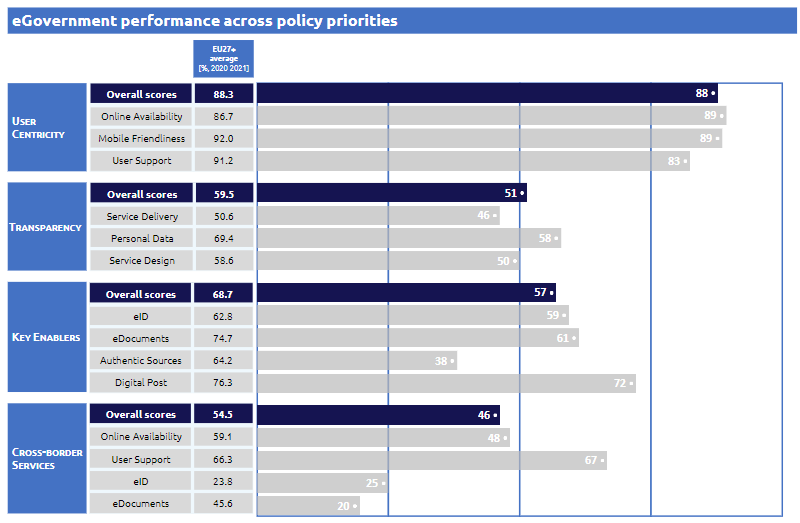 eGovernment performance across policy priorities
EU27+
average
[%, 2020 2021]
USER
CENTRICITY
Overall scores 88.3 88
Online Availability 86.7 89
Mobile Friendliness 92.0 89
User Support 91.2 83
TRANSPARENCY
Overall scores 59.5 51
Service Delivery 50.6 46
Personal Data 69.4 58
Service Design 58.6 50
KEY ENABLERS
Overall scores 68.7 57
eID 62.8 59
eDocuments 74.7 61
Authentic Sources 64.2 38
Digital Post 76.3 72
CROSS-BORDER
SERVICES
Overall scores 54.5 46
Online Availability 59.1 48
User Support 66.3 67
eID 23.8 25
eDocuments 45.6 20